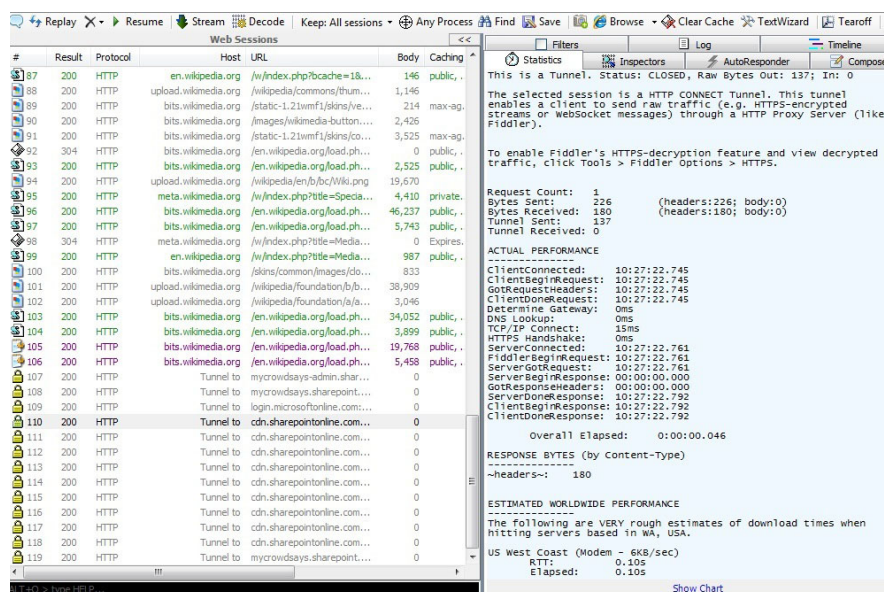 Replay X Resume Stream Decode Keep: All sessions Any Process Find Save Browse Clear Cache TextWizard Tearoff
Web Sessions <<
# Result Protocol Host URL Body Caching
87 200 HTTP en.wikipedia.org /w/index.php?bcache=1&... 146 public, .
88 200 HTTP upload.wikimedia.org /wikipedia/commons/thum... 1,146
89 200 HTTP bits.wikimedia.org /static-1.21wmf1/skins/ve... 214 max-ag.
90 200 HTTP bits.wikimedia.org /images/wikimedia-button.... 2,426
91 200 HTTP bits.wikimedia.org /static-1.21wmf1/skins/co... 3,525 max-ag.
92 304 HTTP bits.wikimedia.org /en.wikipedia.org/load.ph... 0 public, .
93 200 HTTP bits.wikimedia.org /en.wikipedia.org/load.ph... 2,525 public, .
94 200 HTTP upload.wikimedia.org /wikipedia/en/b/bc/Wiki.png 19,670
95 200 HTTP meta.wikimedia.org /w/index.php?title=Specia... 4,410 private.
96 200 HTTP bits.wikimedia.org /en.wikipedia.org/load.ph... 46,237 public, .
97 200 HTTP bits.wikimedia.org /en.wikipedia.org/load.ph... 5,743 public, .
98 304 HTTP meta.wikimedia.org /w/index.php?title=Media... 0 Expires.
99 200 HTTP en.wikipedia.org /w/index.php?title=Media... 987 public, .
100 200 HTTP bits.wikimedia.org /skins/common/images/clo... 833
101 200 HTTP upload.wikimedia.org /wikipedia/foundation/b/b... 38,909
102 200 HTTP upload.wikimedia.org /wikipedia/foundation/a/a... 3,046
103 200 HTTP bits.wikimedia.org /en.wikipedia.org/load.ph... 34,052 public, .
104 200 HTTP bits.wikimedia.org /en.wikipedia.org/load.ph... 3,899 public, .
105 200 HTTP bits.wikimedia.org /en.wikipedia.org/load.ph... 19,768 public, .
106 200 HTTP bits.wikimedia.org /en.wikipedia.org/load.ph... 5,458 public, .
107 200 HTTP Tunnel to mycrowdsays-admin.shar... 0
108 200 HTTP Tunnel to mycrowdsays.sharepoint.... 0
109 200 HTTP Tunnel to login.microsoftonline.com:... 0
110 200 HTTP Tunnel to cdn.sharepointonline.com... 0
111 200 HTTP Tunnel to cdn.sharepointonline.com... 0
112 200 HTTP Tunnel to cdn.sharepointonline.com... 0
113 200 HTTP Tunnel to cdn.sharepointonline.com... 0
114 200 HTTP Tunnel to cdn.sharepointonline.com... 0
115 200 HTTP Tunnel to cdn.sharepointonline.com... 0
116 200 HTTP Tunnel to cdn.sharepointonline.com... 0
117 200 HTTP Tunnel to cdn.sharepointonline.com... 0
118 200 HTTP Tunnel to cdn.sharepointonline.com... 0
119 200 HTTP Tunnel to mycrowdsays.sharepoint.... 0
ALT+Q > type HELP...
Filters Log Timeline
Statistics Inspectors AutoResponder Compose
This is a Tunnel. Status: CLOSED, Raw Bytes Out: 137; In: 0
The selected session is a HTTP CONNECT Tunnel. This tunnel
enables a client to send raw traffic (e.g. HTTPS-encrypted
streams or WebSocket messages) through a HTTP Proxy Server (like
Fiddler).
To enable Fiddler's HTTPS-decryption feature and view decrypted
traffic, click Tools > Fiddler Options > HTTPS.
Request Count: 1
Bytes Sent: 226 (headers:226; body:0)
Bytes Received: 180 (headers:180; body:0)
Tunnel Sent: 137
Tunnel Received: 0
ACTUAL PERFORMANCE
--------------
ClientConnected: 10:27:22.745
ClientBeginRequest: 10:27:22.745
GotRequestHeaders: 10:27:22.745
ClientDoneRequest: 10:27:22.745
Determine Gateway: 0ms
DNS Lookup: 0ms
TCP/IP Connect: 15ms
HTTPS Handshake: 0ms
ServerConnected: 10:27:22.761
FiddlerBeginRequest: 10:27:22.761
ServerGotRequest: 10:27:22.761
ServerBeginResponse: 00:00:00.000
GotResponseHeaders: 00:00:00.000
ServerDoneResponse: 10:27:22.792
ClientBeginResponse: 10:27:22.792
ClientDoneResponse: 10:27:22.792
Overall Elapsed: 0:00:00.046
RESPONSE BYTES (by Content-Type)
--------------
~headers~: 180
ESTIMATED WORLDWIDE PERFORMANCE
--------------
The following are VERY rough estimates of download times when
hitting servers based in WA, USA.
US West Coast (Modem - 6KB/sec)
RTT: 0.10s
Elapsed: 0.10s
Show Chart